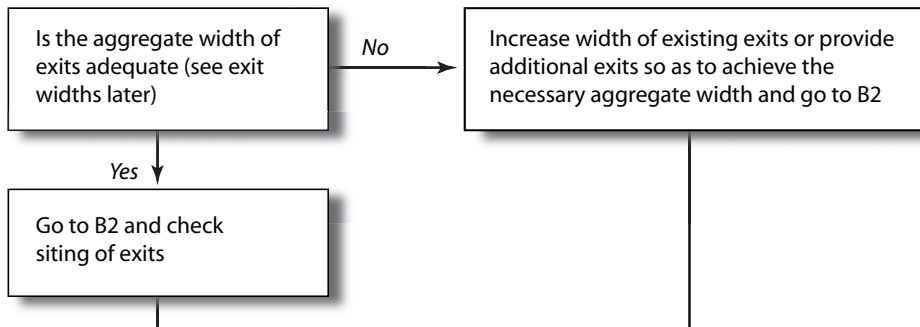 Is the aggregate width of
exits adequate (see exit
widths later)
No
Increase width of existing exits or provide
additional exits so as to achieve the
necessary aggregate width and go to B2
Yes
Go to B2 and check
siting of exits